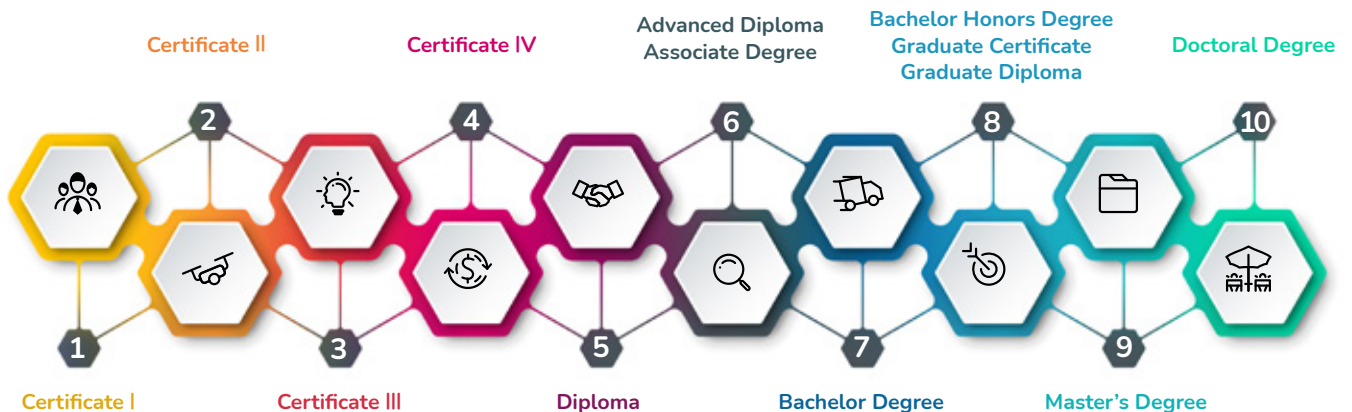 Advanced Diploma
Associate Degree
Bachelor Honors Degree
Graduate Certificate
Graduate Diploma
Certificate II
Certificate IV
Doctoral Degree
2
4
6
8
10
1
3
5
7
9
Certificate I
Certificate III
Diploma
Bachelor Degree
Master's Degree